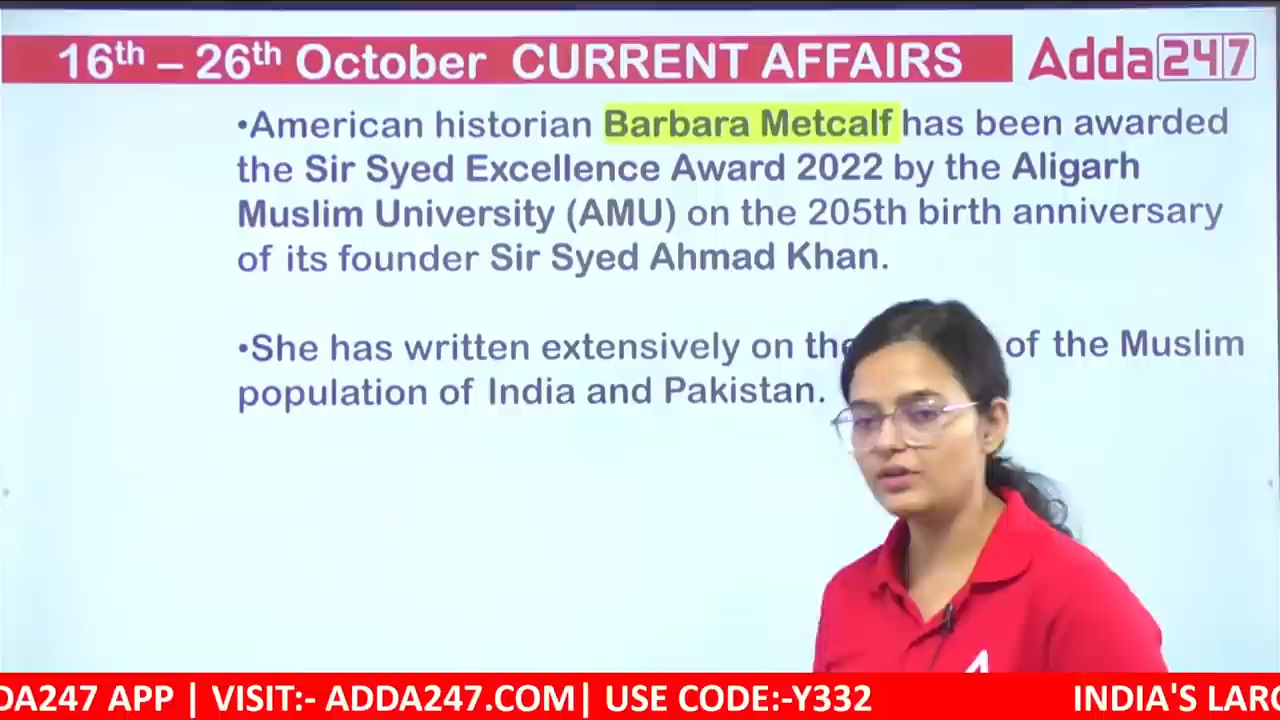 16th – 26th October CURRENT AFFAIRS
Adda247
•American historian Barbara Metcalf has been awarded
the Sir Syed Excellence Award 2022 by the Aligarh
Muslim University (AMU) on the 205th birth anniversary
of its founder Sir Syed Ahmad Khan.
•She has written extensively on the of the Muslim
population of India and Pakistan.
DA247 APP | VISIT:- ADDA247.COM| USE CODE:-Y332 INDIA'S LARG